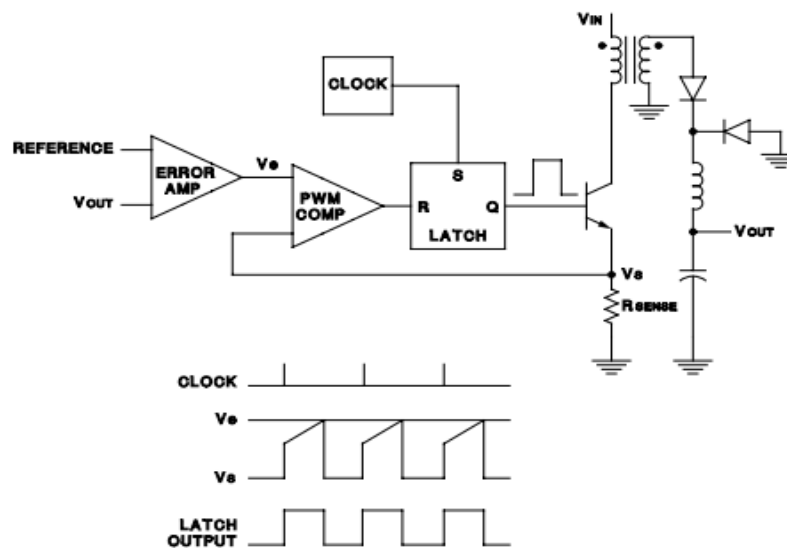 VIN
CLOCK
REFERENCE
VOUT
ERROR
AMP
Ve
PWM
COMP
S
R
Q
LATCH
VOUT
Vs
RSENSE
CLOCK
Ve
Vs
LATCH
OUTPUT